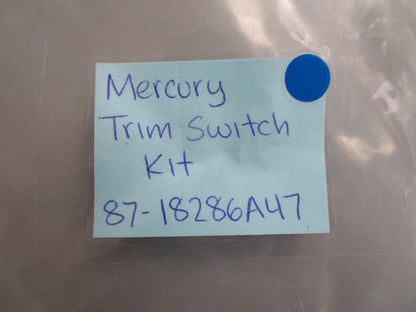 Mercury
Trim Switch
Kit
87-18286A47